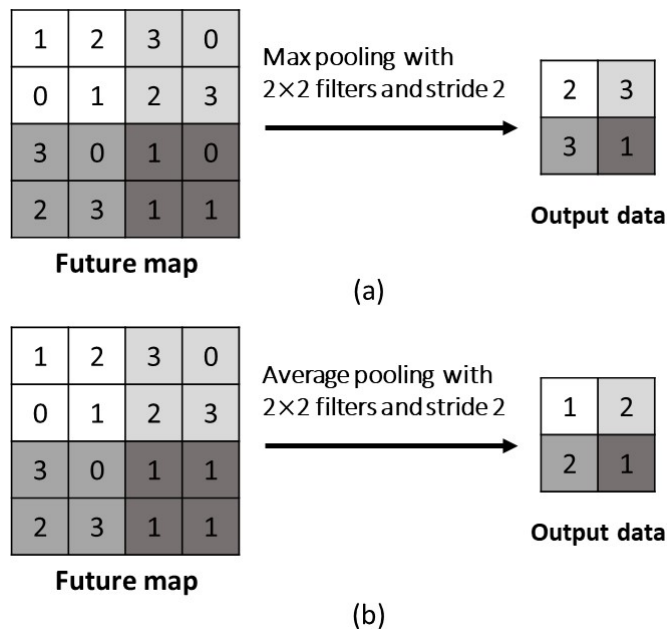 1 2 3 0
Max pooling with
2×2 filters and stride 2
0 1 2 3
2 3
3 0 1 0
3 1
2 3 1 1
Output data
Future map
(a)
1 2 3 0
Average pooling with
2×2 filters and stride 2
0 1 2 3
1 2
3 0 1 1
2 1
2 3 1 1
Output data
Future map
(b)